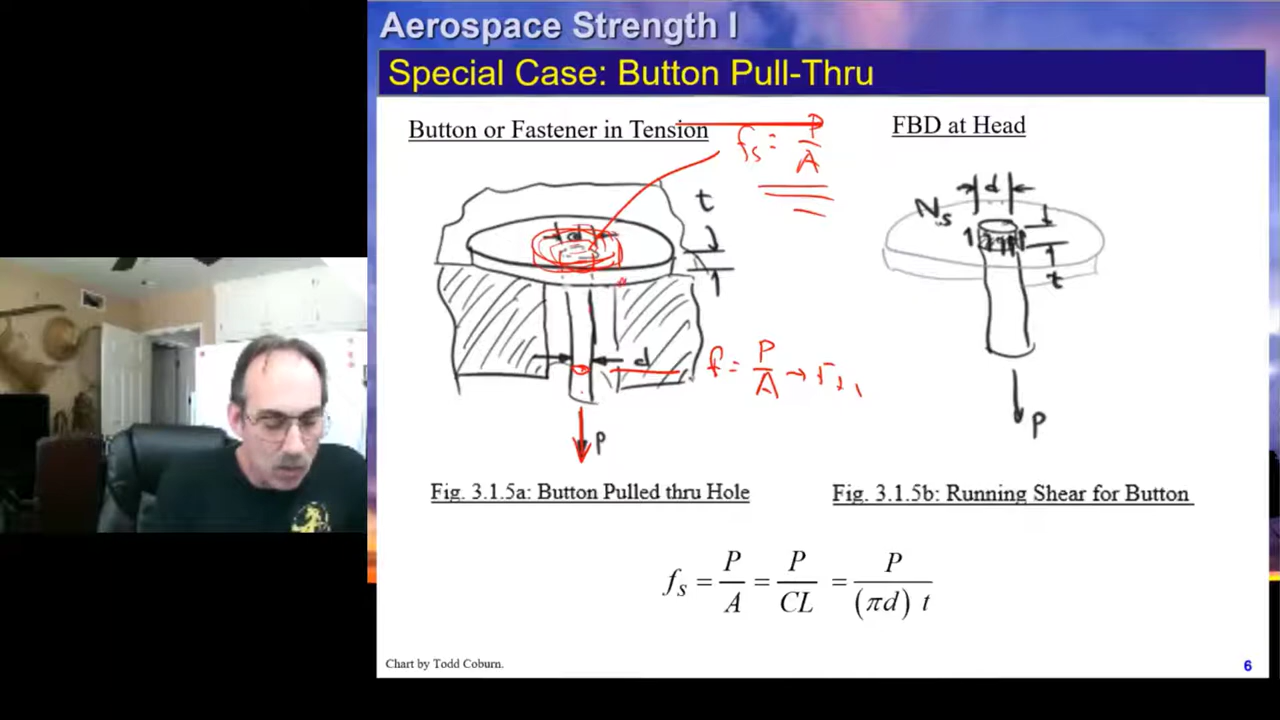 Aerospace Strength I
Special Case: Button Pull-Thru
Button or Fastener in Tension
fs = P/A
d
t
f = P/A →
d
P
Fig. 3.1.5a: Button Pulled thru Hole
FBD at Head
Ns
d
t
P
Fig. 3.1.5b: Running Shear for Button
fs = P/A = P/CL = P/(πd) t
Chart by Todd Coburn.
6